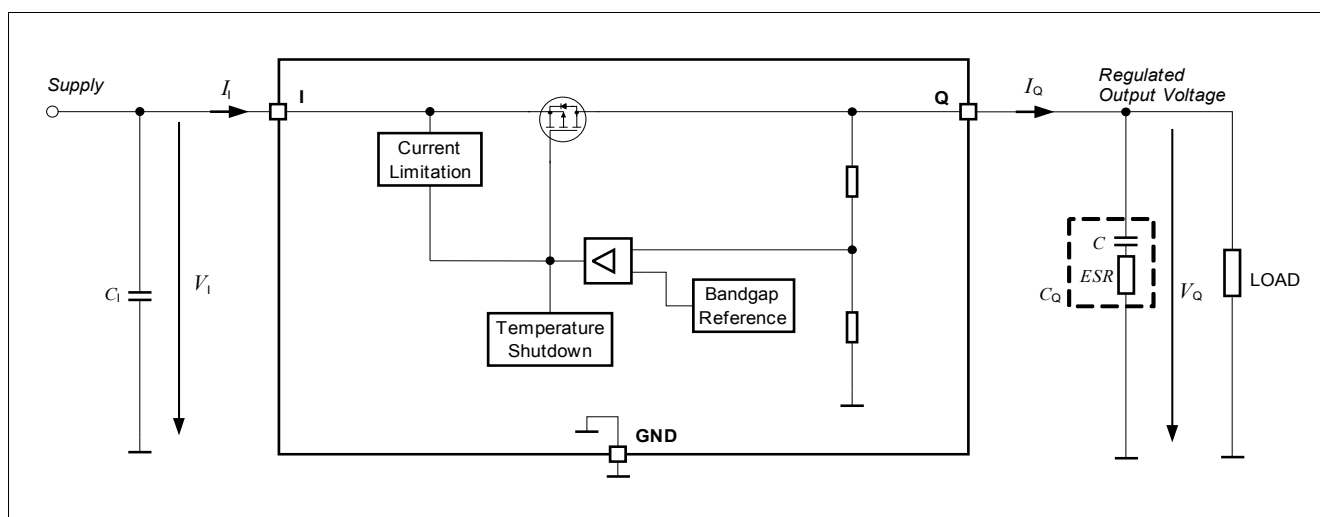 Supply
I_I
I
Q
I_Q
Regulated
Output Voltage
Current
Limitation
C_I
V_I
C
ESR
C_Q
V_Q
LOAD
Bandgap
Reference
Temperature
Shutdown
GND